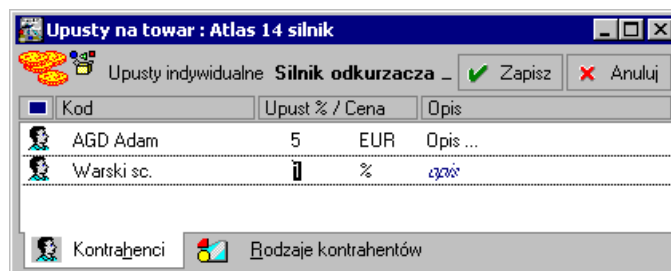 Upusty na towar : Atlas 14 silnik
Upusty indywidualne Silnik odkurzacza _ Zapisz Anuluj
Kod Upust % / Cena Opis
AGD Adam 5 EUR Opis ...
Warski sc. 1 % opis
Kontrahenci Rodzaje kontrahentów